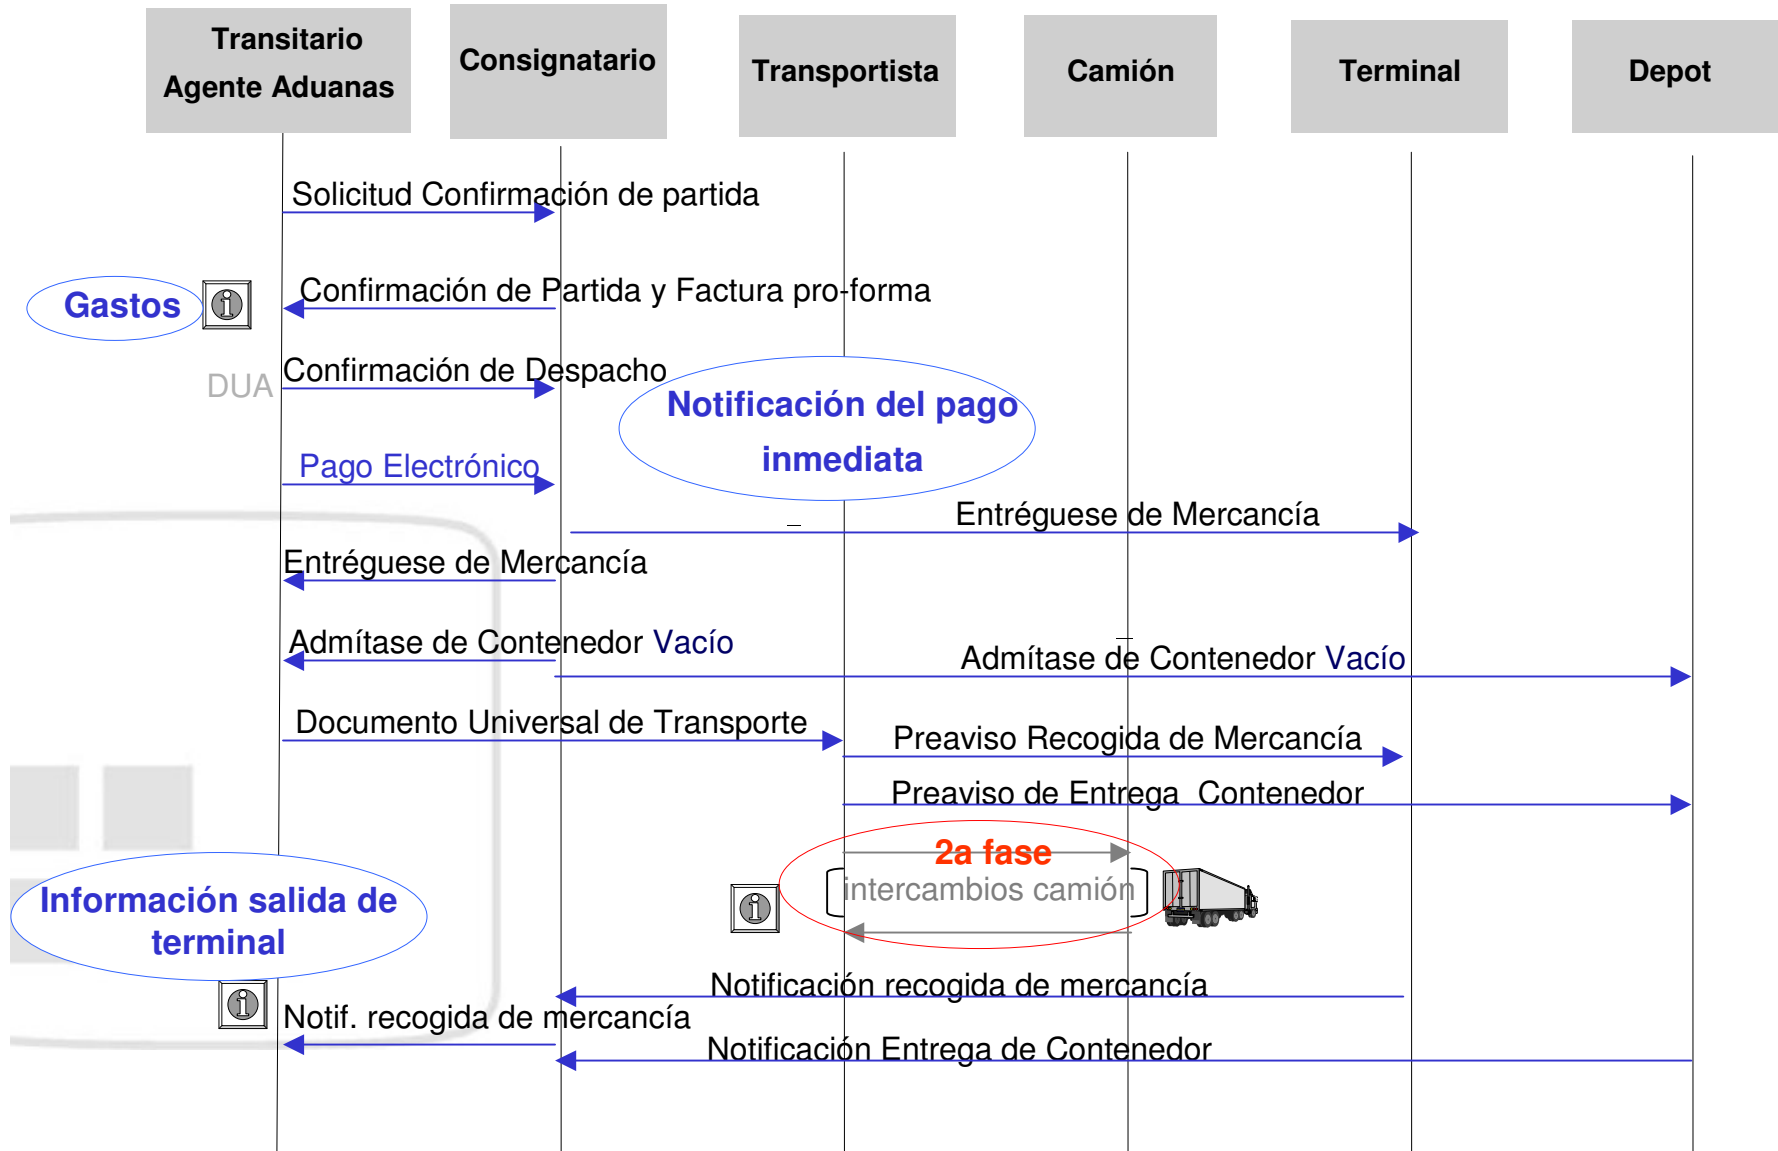 Transitario
Agente Aduanas
Consignatario
Transportista
Camión
Terminal
Depot
Solicitud Confirmación de partida
Gastos
Confirmación de Partida y Factura pro-forma
DUA
Confirmación de Despacho
Notificación del pago
inmediata
Pago Electrónico
Entréguese de Mercancía
Entréguese de Mercancía
Admítase de Contenedor Vacío
Admítase de Contenedor Vacío
Documento Universal de Transporte
Preaviso Recogida de Mercancía
Preaviso de Entrega Contenedor
2a fase
intercambios camión
Información salida de
terminal
Notificación recogida de mercancía
Notif. recogida de mercancía
Notificación Entrega de Contenedor